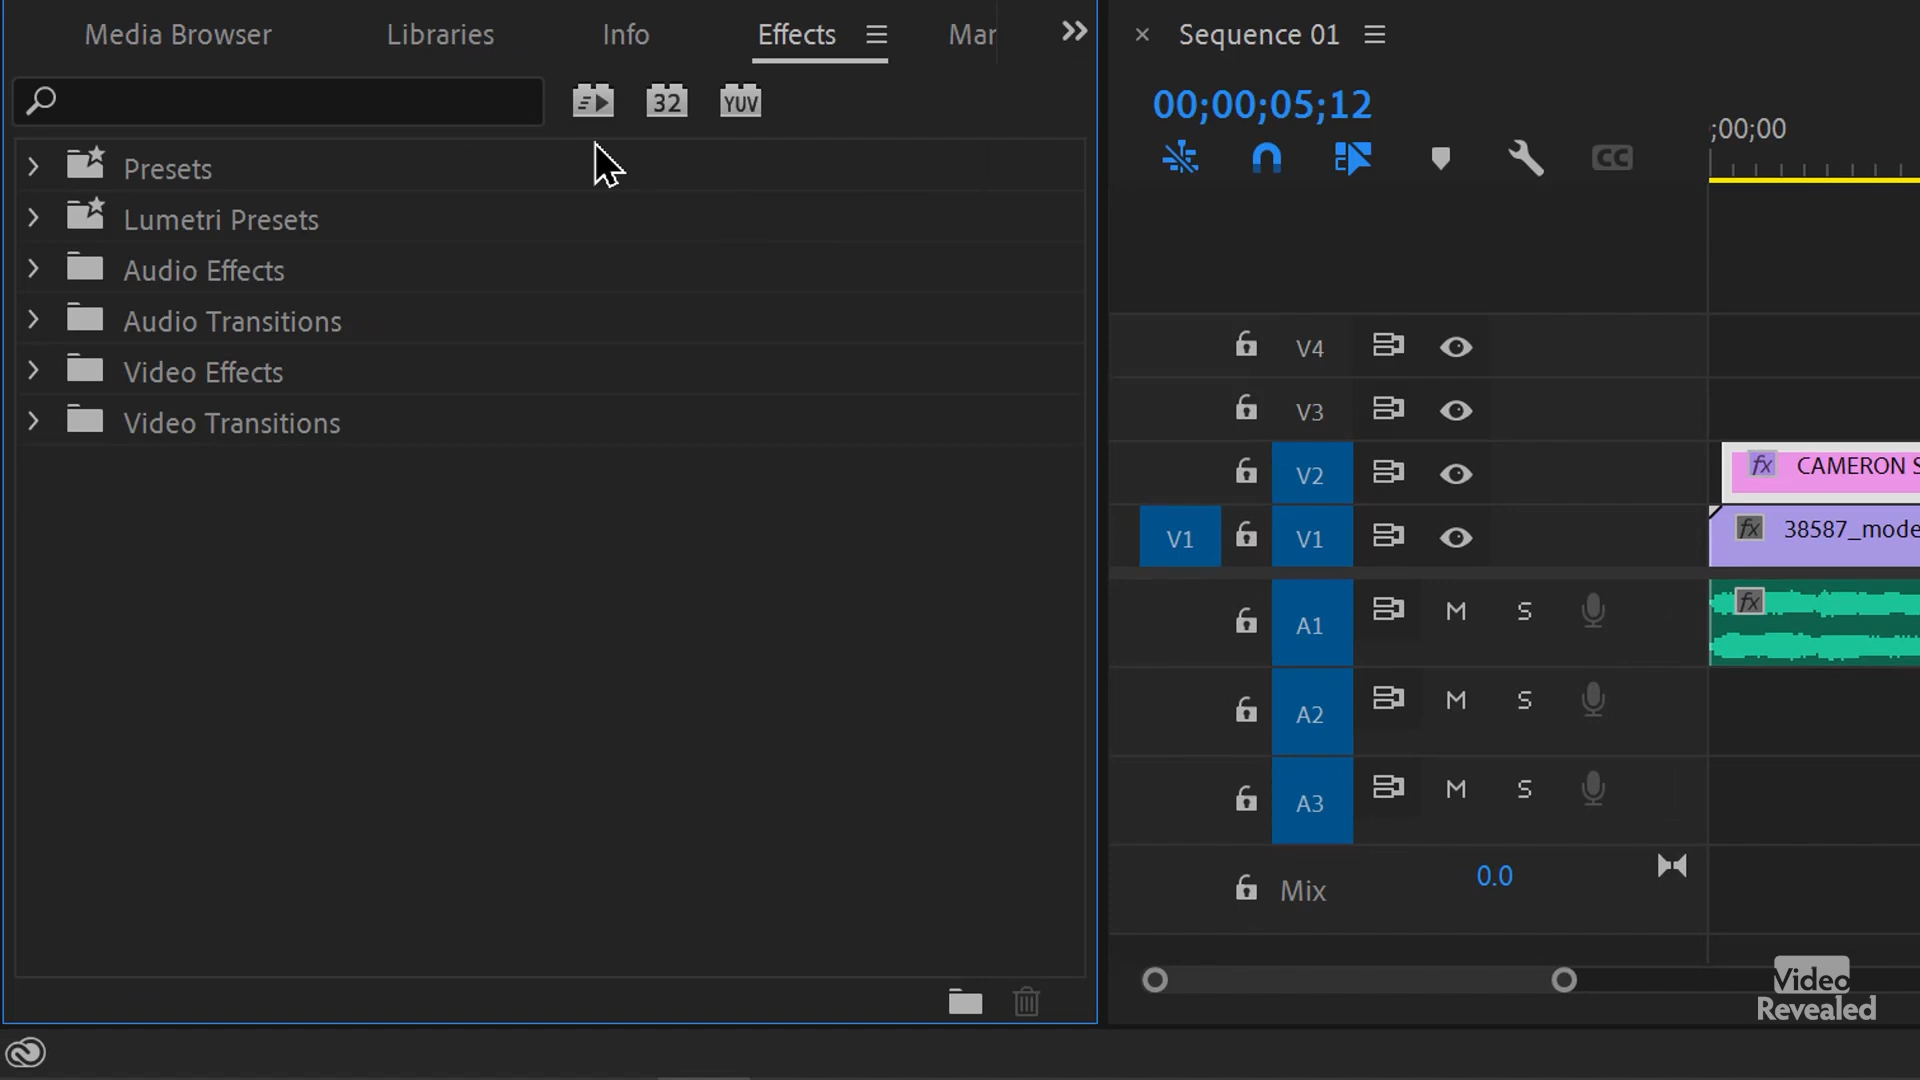 Media Browser
Libraries
Info
Effects
Mar
32
YUV
Presets
Lumetri Presets
Audio Effects
Audio Transitions
Video Effects
Video Transitions
Sequence 01
00;00;05;12
;00;00
CC
V4
V3
V2
V1
V1
A1
M
S
A2
M
S
A3
M
S
Mix
0.0
fx
CAMERON S
fx
38587_mode
fx
Video
Revealed